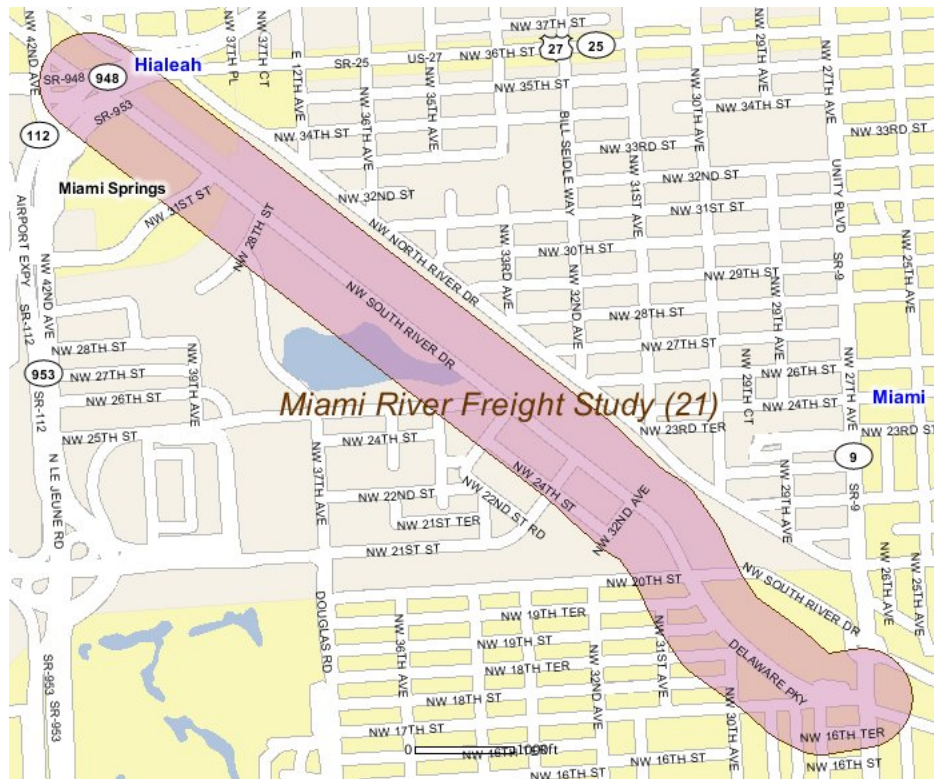 NW 42ND AVE
NW 37TH PL
NW 37TH CT
E 12TH AVE
NW 37TH ST
NW 36TH ST
27
25
NW 29TH AVE
NW 27TH AVE
948
Hialeah
SR-948
SR-25
US-27
NW 35TH ST
NW 36TH AVE
NW 35TH AVE
NW 30TH AVE
NW 34TH ST
SR-953
112
NW 34TH ST
BILL SEIDLE WAY
NW 33RD ST
NW 33RD ST
NW 32ND ST
NW 31ST AVE
UNITY BLVD
Miami Springs
NW 32ND ST
NW 31ST ST
NW 31ST ST
AIRPORT EXPY
NW 28TH ST
NW NORTH RIVER DR
NW 33RD AVE
NW 30TH ST
SR-9
NW 25TH AVE
NW 42ND AVE
NW 32ND AVE
NW 29TH ST
NW 29TH AVE
SR-112
NW SOUTH RIVER DR
NW 28TH ST
NW 28TH ST
NW 27TH ST
953
NW 27TH ST
NW 39TH AVE
NW 29TH CT
NW 26TH ST
NW 27TH AVE
NW 26TH ST
Miami River Freight Study (21)
NW 24TH ST
Miami
SR-112
NW 25TH ST
NW 24TH ST
NW 23RD TER
NW 23RD ST
9
N LE JEUNE RD
NW 37TH AVE
NW 24TH ST
NW 22ND ST
NW 22ND ST RD
NW 32ND AVE
NW 29TH AVE
SR-9
NW 21ST TER
NW 21ST ST
NW 20TH ST
NW SOUTH RIVER DR
NW 26TH AVE
NW 25TH AVE
DOUGLAS RD
NW 19TH TER
NW 36TH AVE
NW 19TH ST
NW 31ST AVE
DELAWARE PKY
NW 18TH TER
NW 32ND AVE
SR-953
SR-953
NW 18TH ST
NW 30TH AVE
NW 17TH ST
NW 16TH TER
NW 16TH TER
0
1000ft
NW 16TH ST
NW 16TH ST